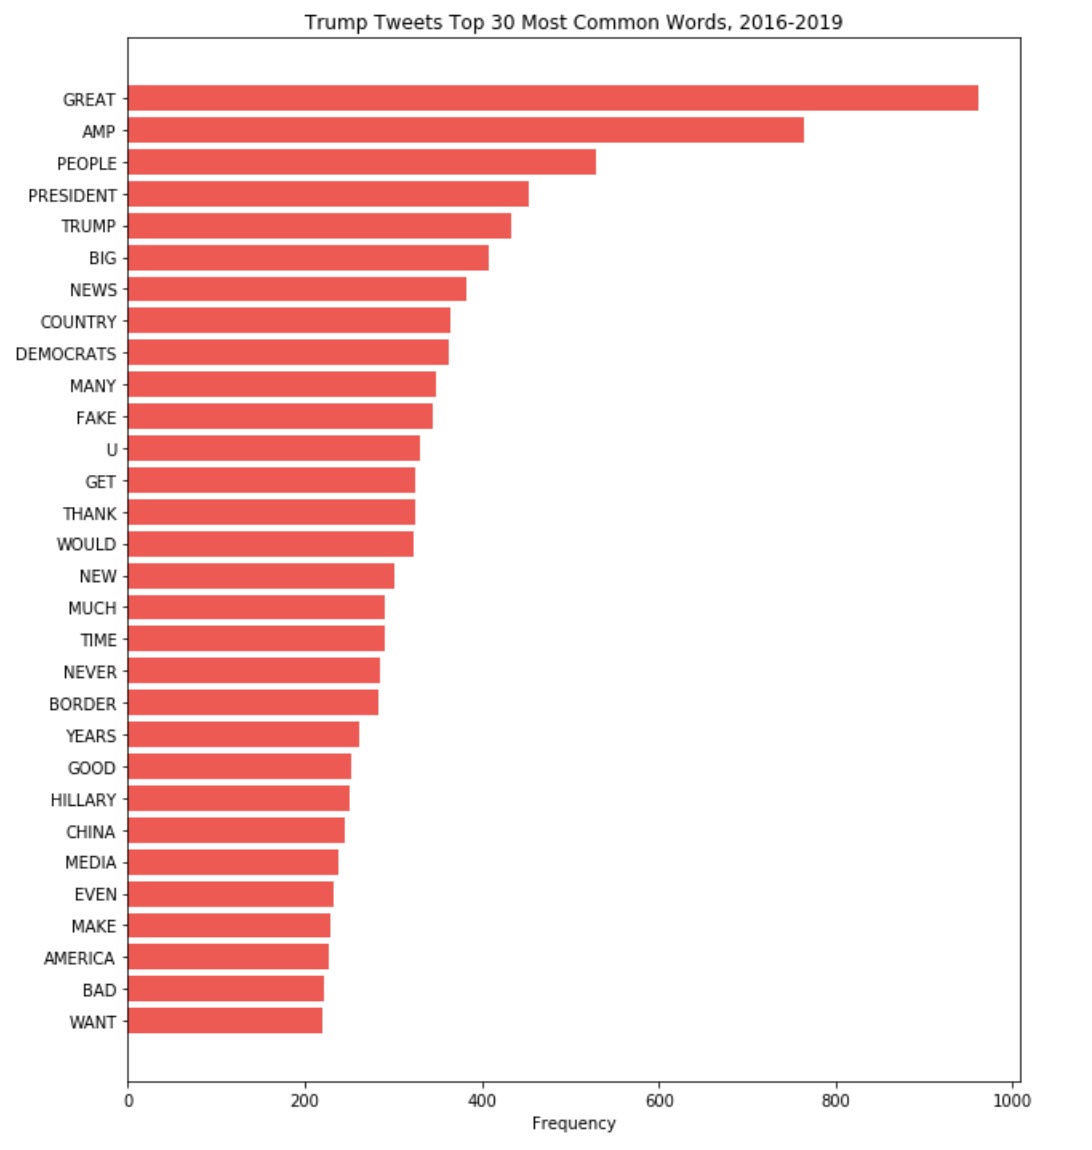 Trump Tweets Top 30 Most Common Words, 2016-2019
GREAT
AMP
PEOPLE
PRESIDENT
TRUMP
BIG
NEWS
COUNTRY
DEMOCRATS
MANY
FAKE
U
GET
THANK
WOULD
NEW
MUCH
TIME
NEVER
BORDER
YEARS
GOOD
HILLARY
CHINA
MEDIA
EVEN
MAKE
AMERICA
BAD
WANT
0 200 400 600 800 1000
Frequency